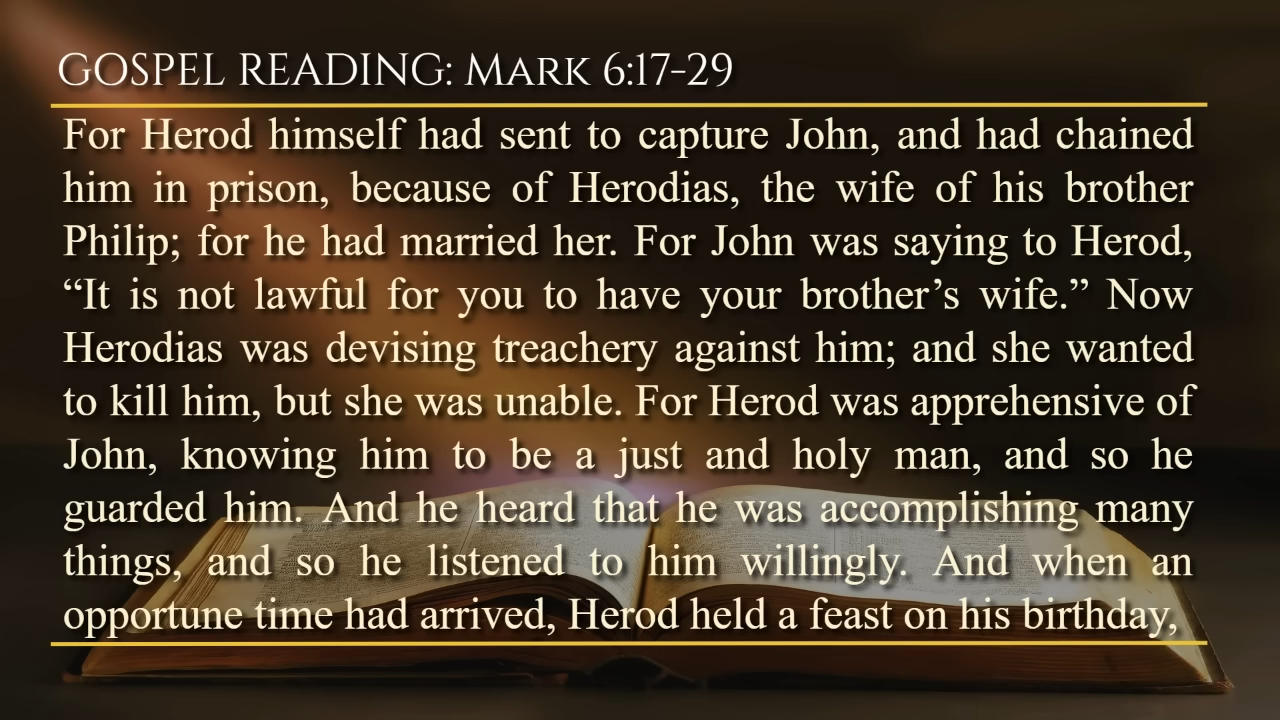 GOSPEL READING: MARK 6:17-29
For Herod himself had sent to capture John, and had chained
him in prison, because of Herodias, the wife of his brother
Philip; for he had married her. For John was saying to Herod,
“It is not lawful for you to have your brother’s wife.” Now
Herodias was devising treachery against him; and she wanted
to kill him, but she was unable. For Herod was apprehensive of
John, knowing him to be a just and holy man, and so he
guarded him. And he heard that he was accomplishing many
things, and so he listened to him willingly. And when an
opportune time had arrived, Herod held a feast on his birthday,